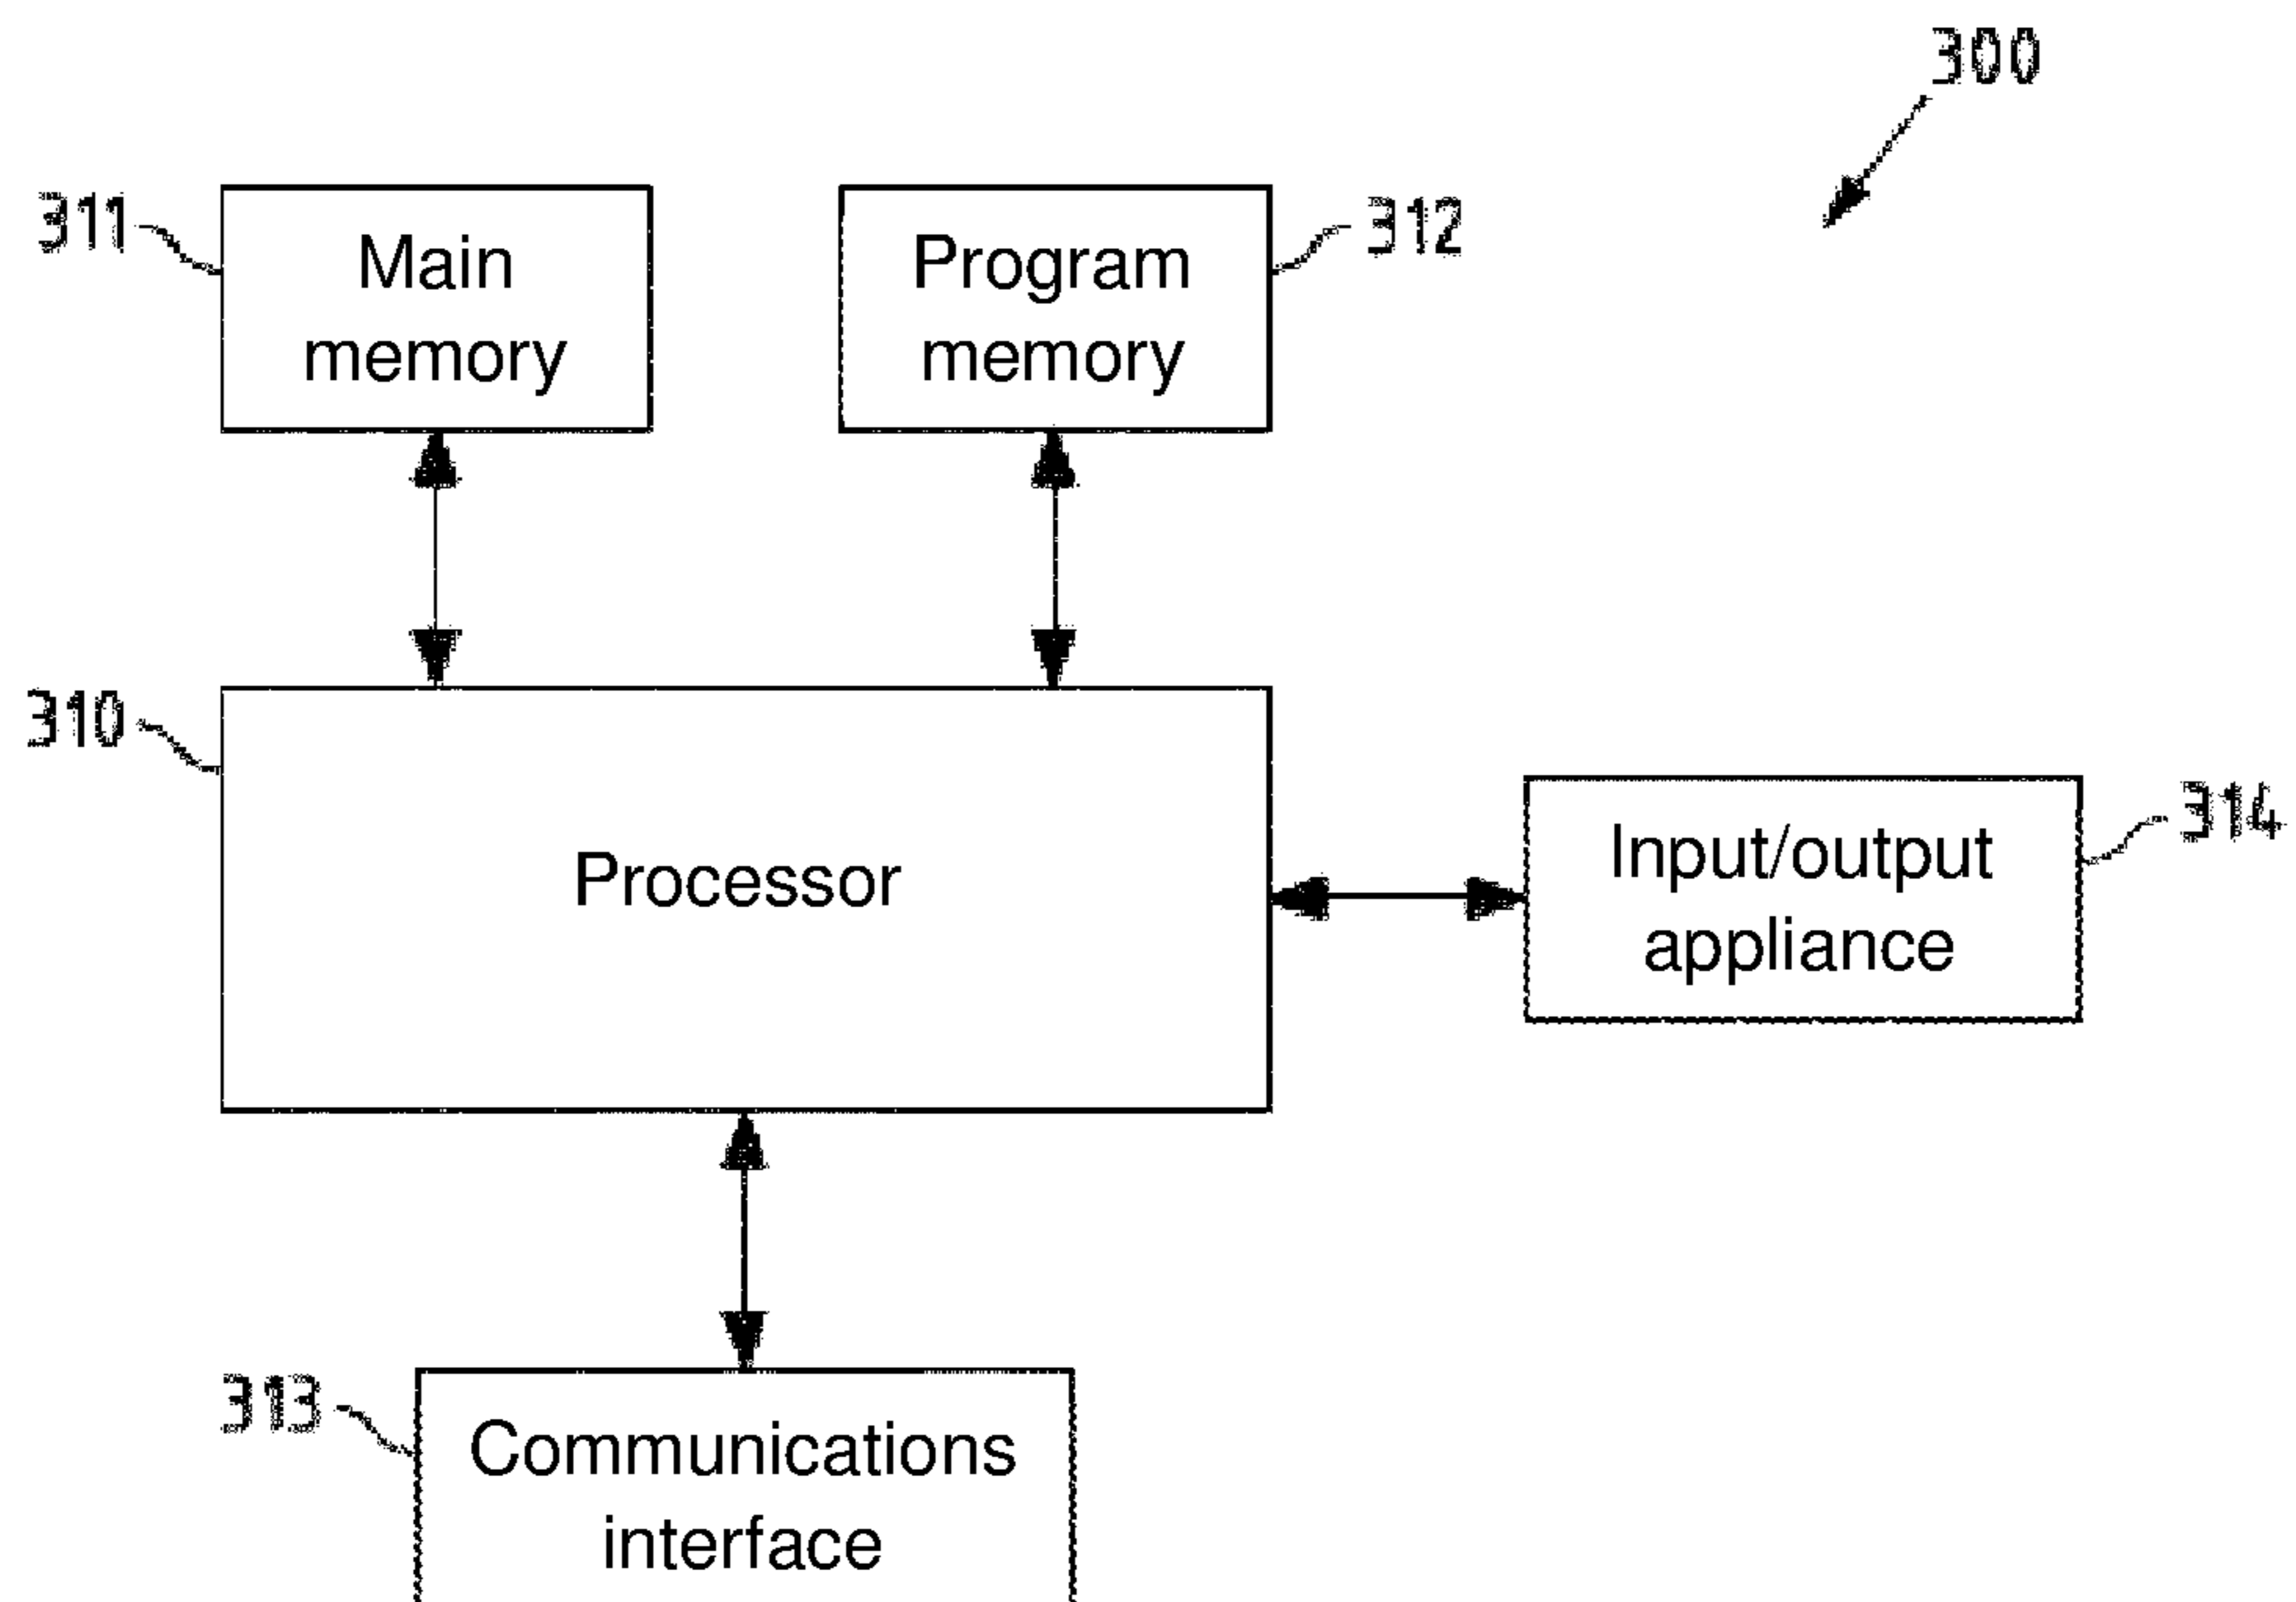 300
311
Main
memory
Program
memory
312
310
Processor
Input/output
appliance
314
313
Communications
interface